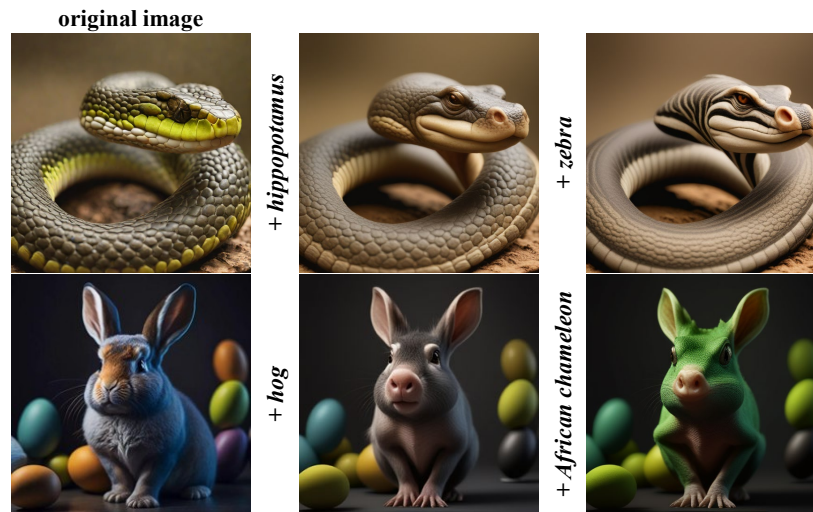 original image
+ hippopotamus
+ zebra
+ hog
+ African chameleon